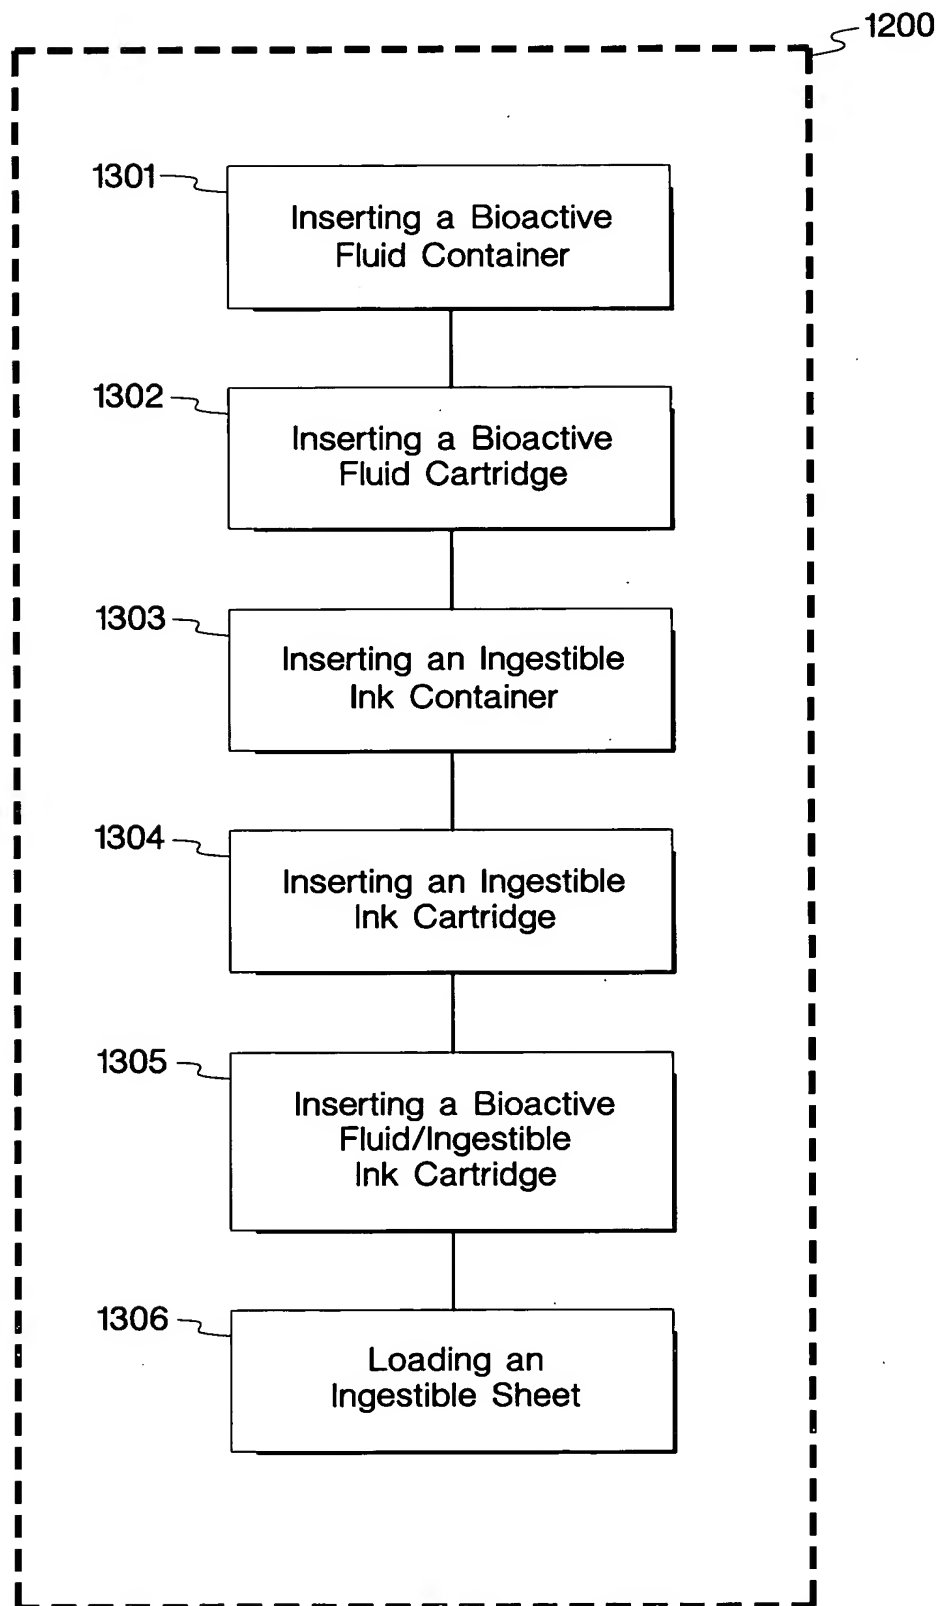 1200
1301
Inserting a Bioactive
Fluid Container
1302
Inserting a Bioactive
Fluid Cartridge
1303
Inserting an Ingestible
Ink Container
1304
Inserting an Ingestible
Ink Cartridge
1305
Inserting a Bioactive
Fluid/Ingestible
Ink Cartridge
1306
Loading an
Ingestible Sheet